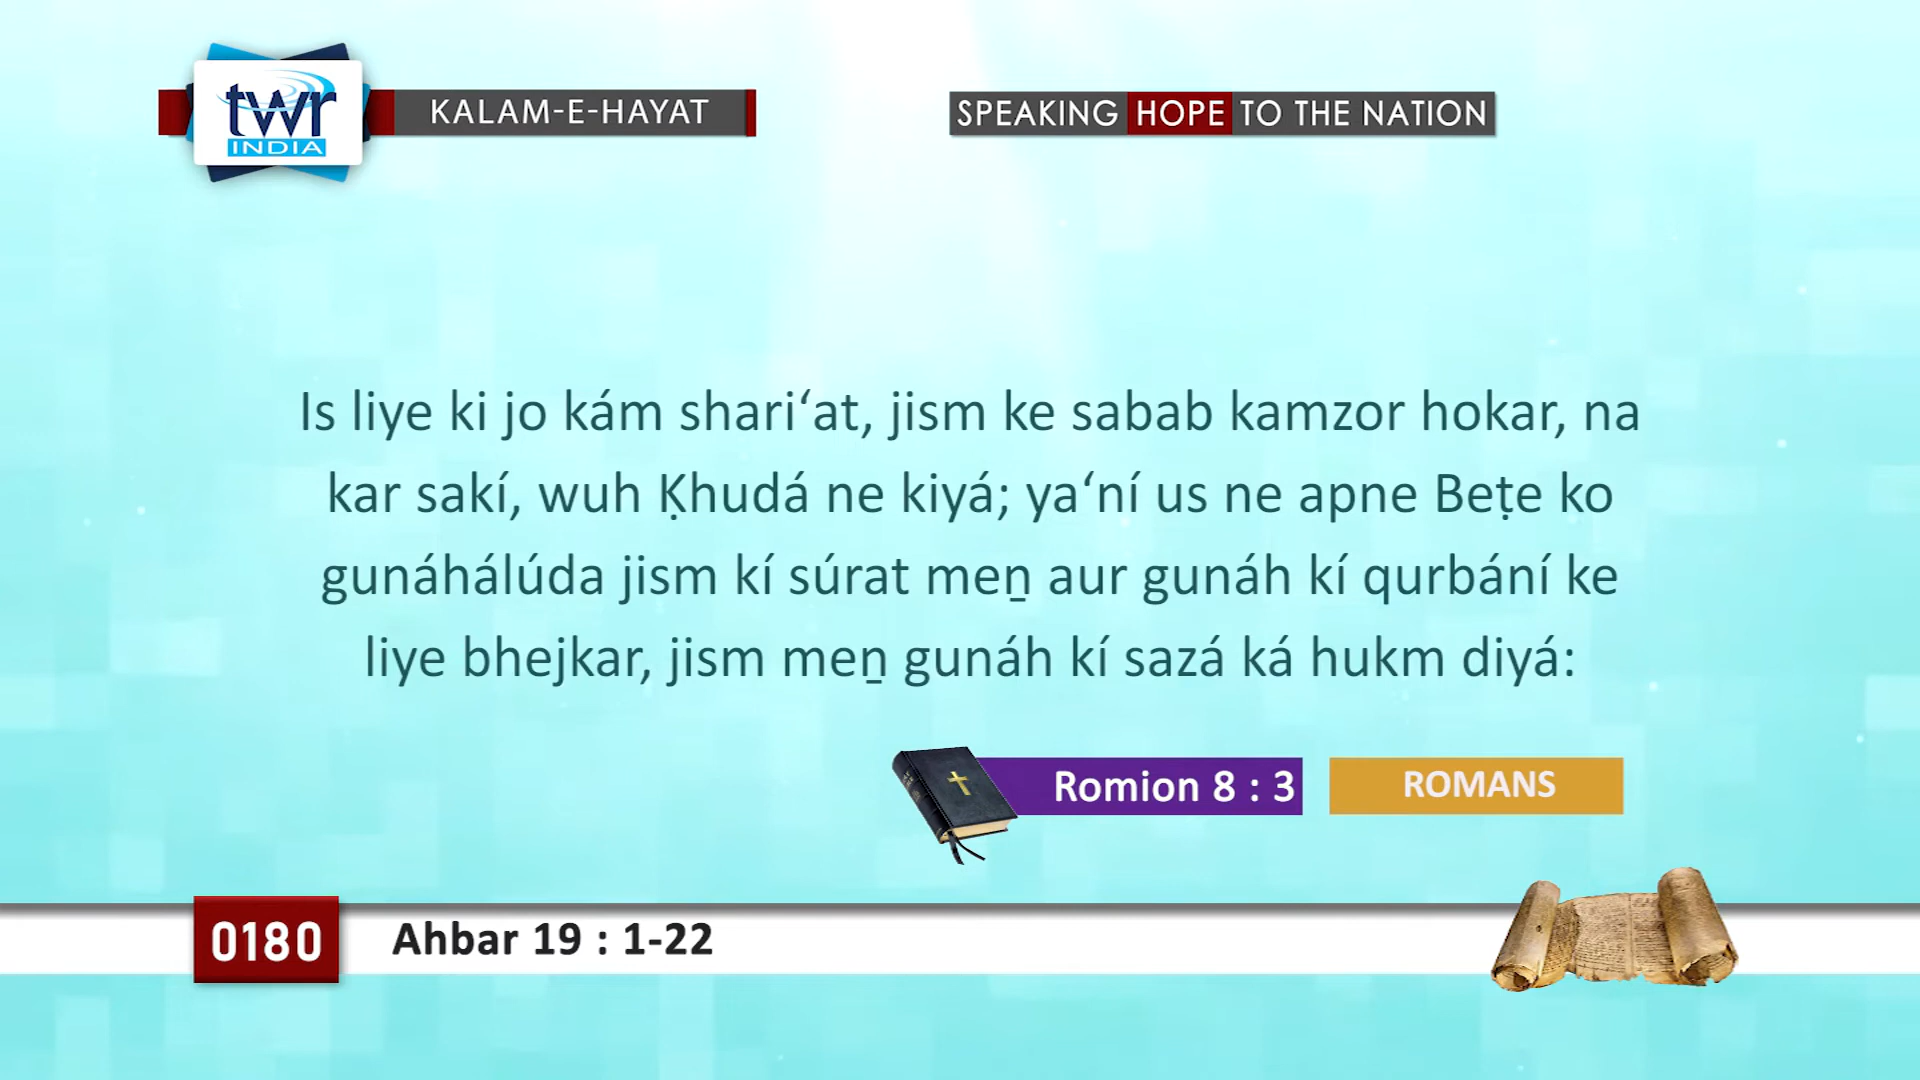 twr
INDIA
KALAM-E-HAYAT
SPEAKING HOPE TO THE NATION
Is liye ki jo kám shari‘at, jism ke sabab kamzor hokar, na
kar sakí, wuh Ḳhudá ne kiyá; ya‘ní us ne apne Beṭe ko
gunáhálúda jism kí súrat meṉ aur gunáh kí qurbání ke
liye bhejkar, jism meṉ gunáh kí sazá ká hukm diyá:
Romion 8 : 3
ROMANS
0180
Ahbar 19 : 1-22